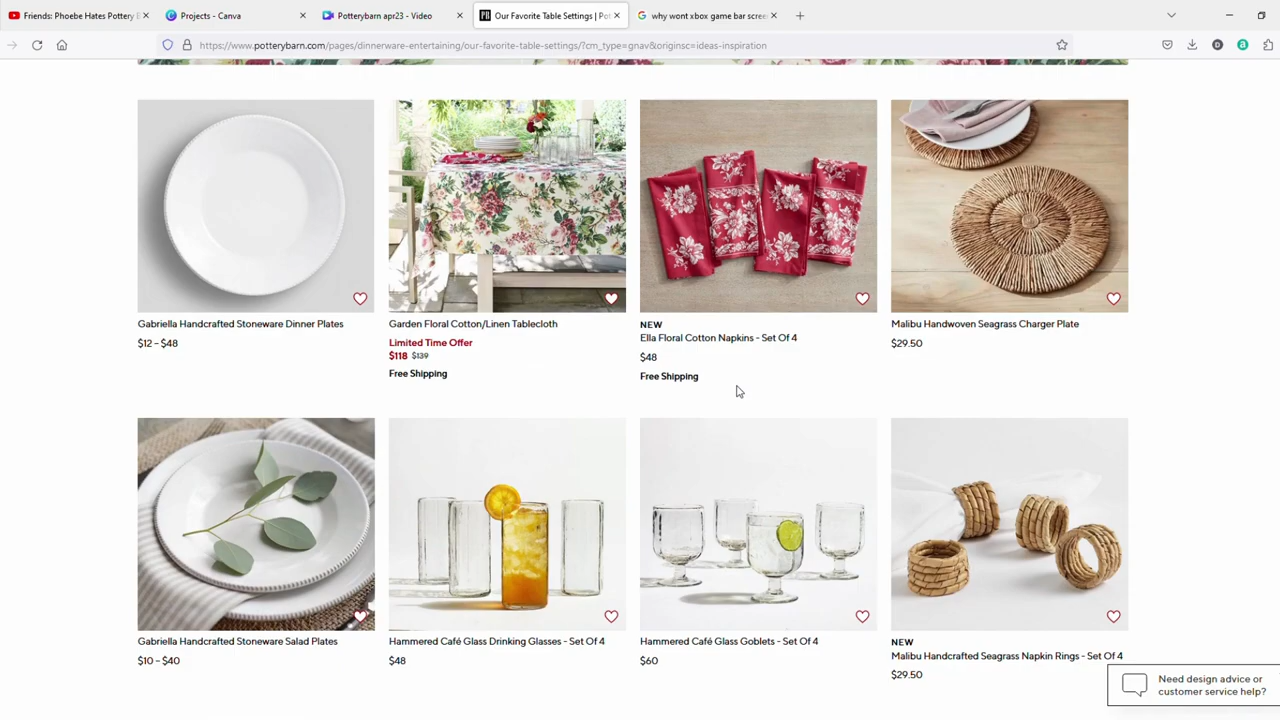 Friends: Phoebe Hates Pottery B
Projects - Canva
Potterybarn apr23 - Video
Our Favorite Table Settings | Pot
why wont xbox game bar scree
https://www.potterybarn.com/pages/dinnerware-entertaining/our-favorite-table-settings/?cm_type=gnav&originsc=ideas-inspiration
Gabriella Handcrafted Stoneware Dinner Plates
$12 – $48
Garden Floral Cotton/Linen Tablecloth
Limited Time Offer
$118 $139
Free Shipping
NEW
Ella Floral Cotton Napkins - Set Of 4
$48
Free Shipping
Malibu Handwoven Seagrass Charger Plate
$29.50
Gabriella Handcrafted Stoneware Salad Plates
$10 – $40
Hammered Café Glass Drinking Glasses - Set Of 4
$48
Hammered Café Glass Goblets - Set Of 4
$60
NEW
Malibu Handcrafted Seagrass Napkin Rings - Set Of 4
$29.50
Need design advice or
customer service help?